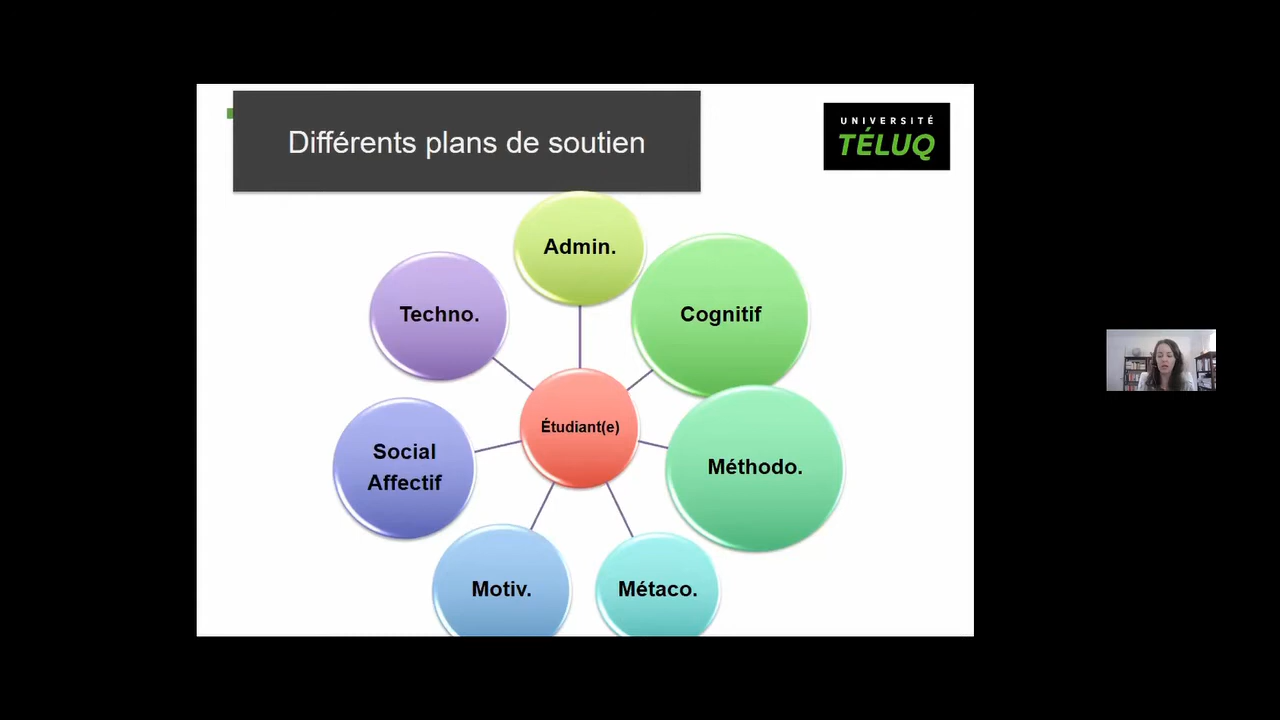 Différents plans de soutien
UNIVERSITÉ
TÉLUQ
Admin.
Techno.
Cognitif
Étudiant(e)
Social
Affectif
Méthodo.
Motiv.
Métaco.